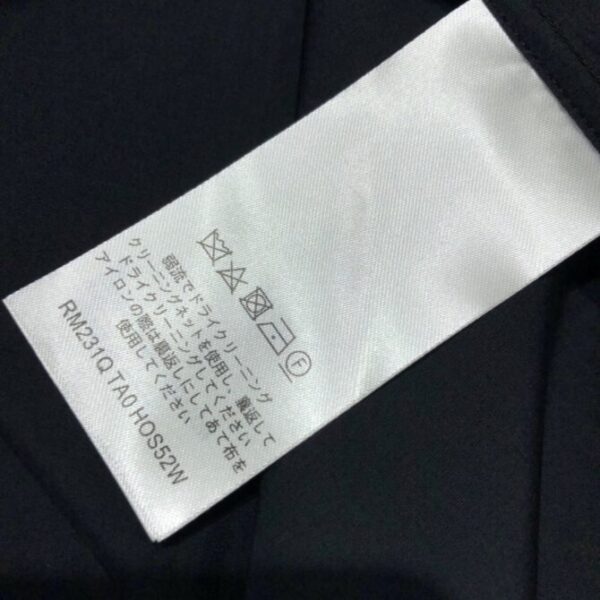 F
弱流でドライクリーニング
クリーニングネットを使用し、裏返して
ドライクリーニングしてください
アイロンの際は裏返しにしてあて布を
使用してください
RM231Q TA0 HOS52W